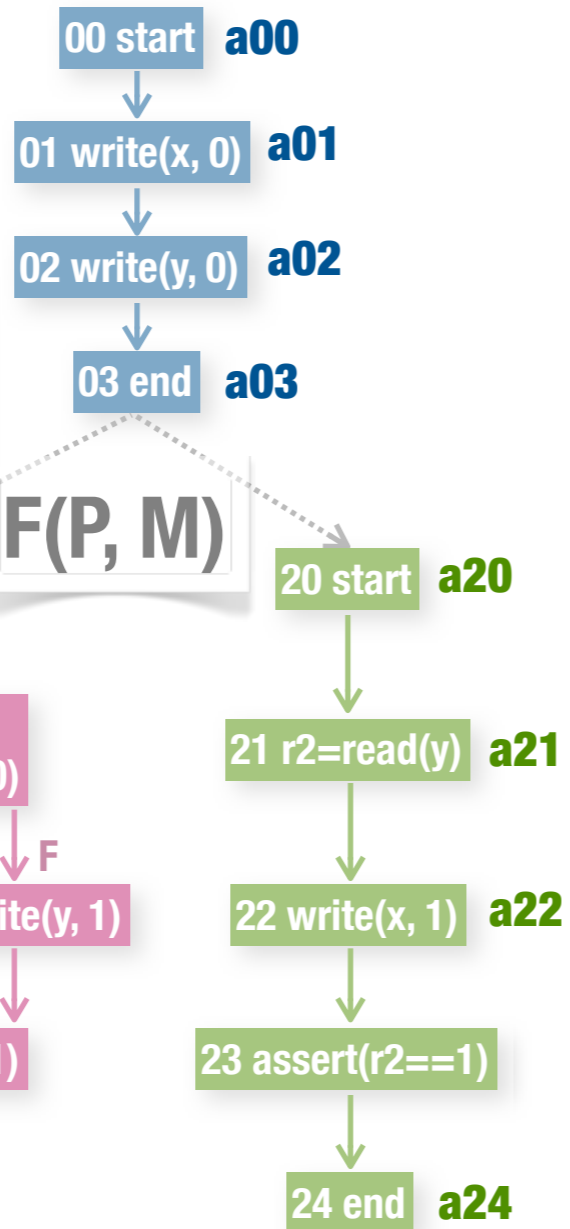 00 start a00
01 write(x, 0) a01
02 write(y, 0) a02
03 end a03
F(P, M)
20 start a20
21 r2=read(y) a21
F
22 write(x, 1) a22
23 assert(r2==1)
24 end a24